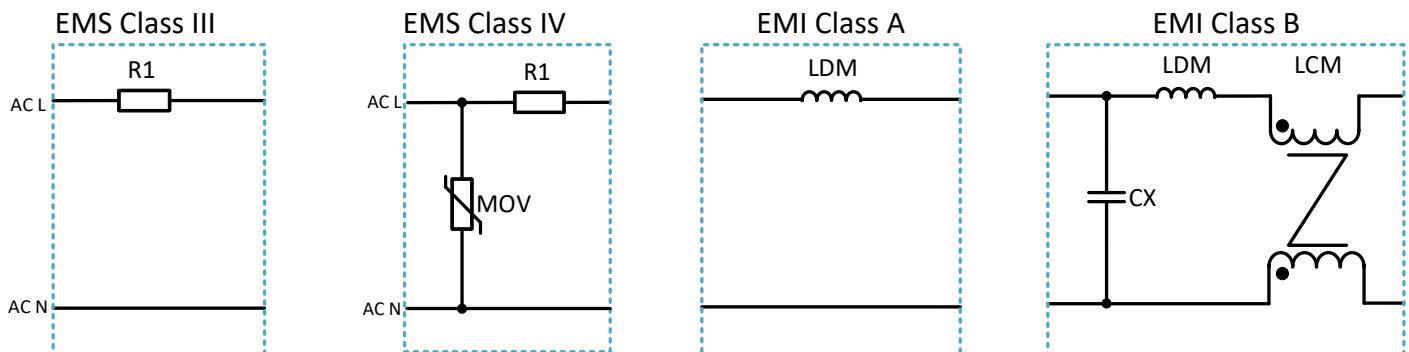 EMS Class III
EMS Class IV
EMI Class A
EMI Class B
R1
R1
LDM
LDM
LCM
AC L
AC L
MOV
CX
AC N
AC N